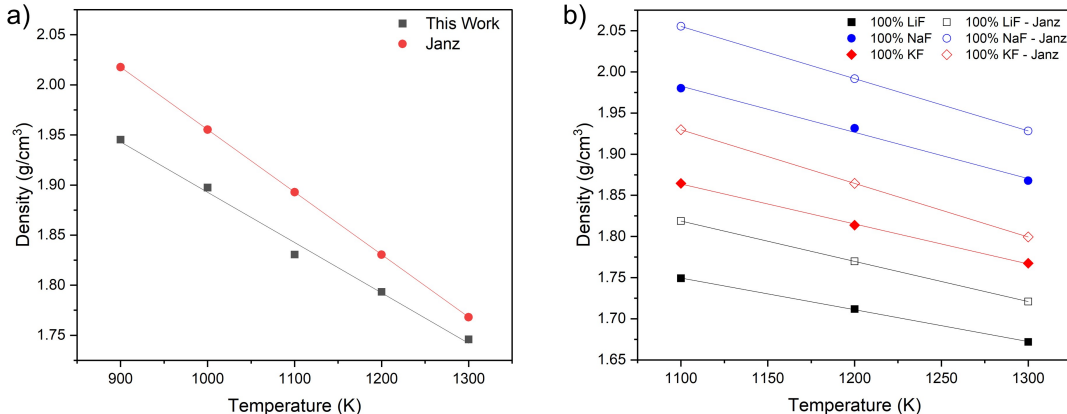 a)
This Work
Janz
2.05
2.00
1.95
1.90
1.85
1.80
1.75
Density (g/cm³)
900 1000 1100 1200 1300
Temperature (K)
b)
100% LiF 100% LiF - Janz
100% NaF 100% NaF - Janz
100% KF 100% KF - Janz
2.05
2.00
1.95
1.90
1.85
1.80
1.75
1.70
1.65
Density (g/cm³)
1100 1150 1200 1250 1300
Temperature (K)